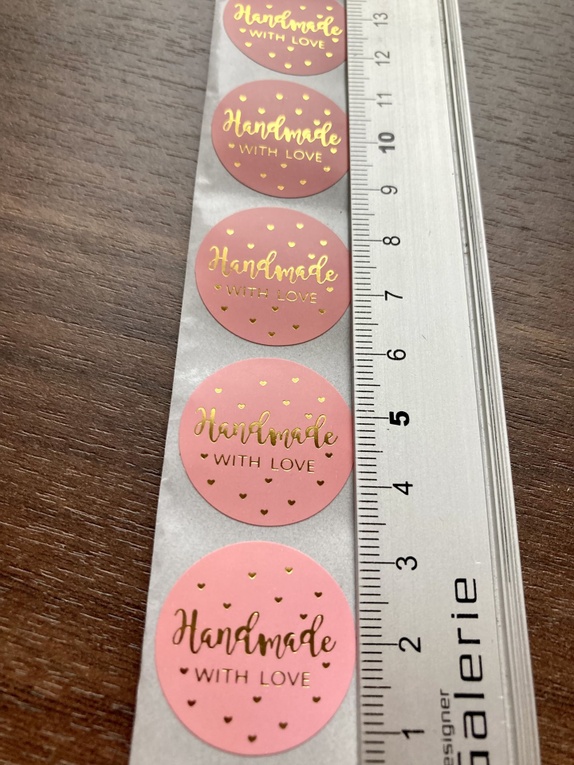 Handmade
WITH LOVE
Handmade
WITH LOVE
Handmade
WITH LOVE
Handmade
WITH LOVE
Handmade
WITH LOVE
13
12
11
10
9
8
7
6
5
4
3
2
1
esigner
Galerie